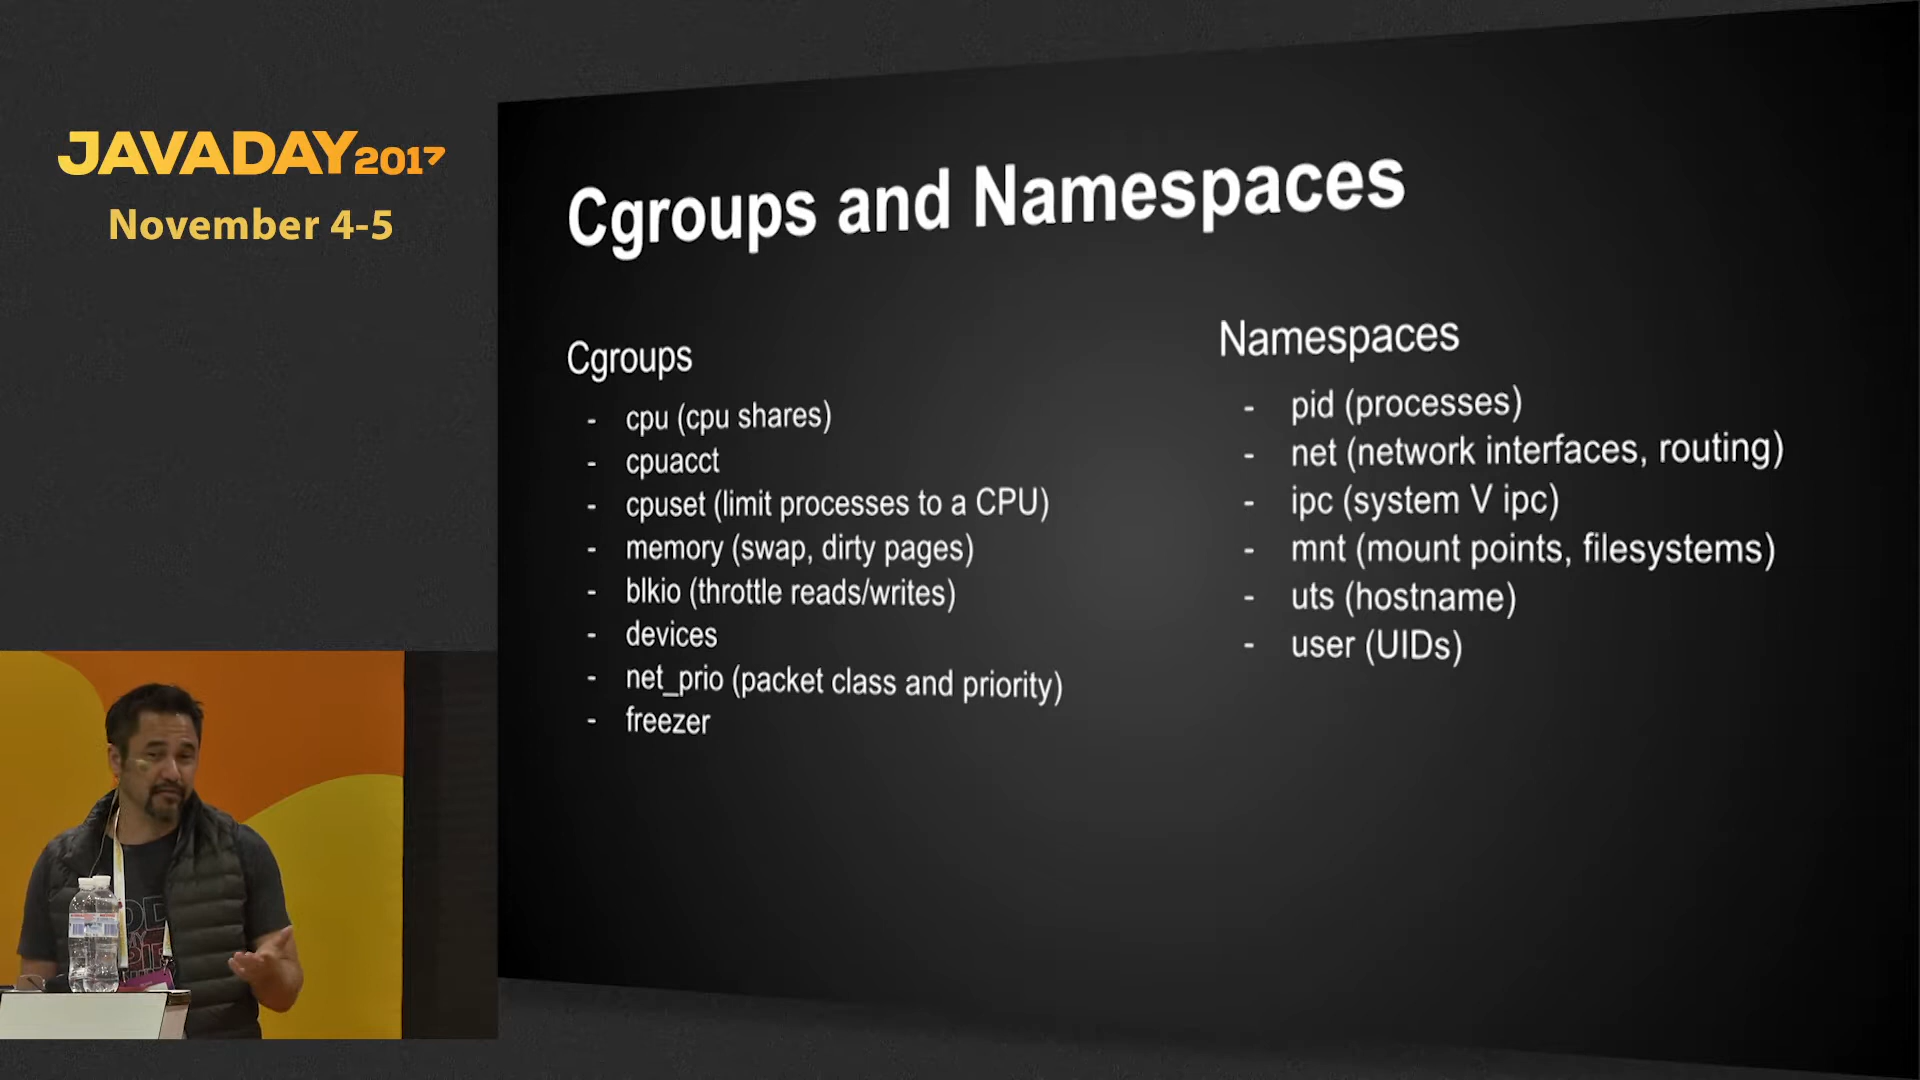 JAVADAY 2017
November 4-5
Cgroups and Namespaces
Cgroups
- cpu (cpu shares)
- cpuacct
- cpuset (limit processes to a CPU)
- memory (swap, dirty pages)
- blkio (throttle reads/writes)
- devices
- net_prio (packet class and priority)
- freezer
Namespaces
- pid (processes)
- net (network interfaces, routing)
- ipc (system V ipc)
- mnt (mount points, filesystems)
- uts (hostname)
- user (UIDs)